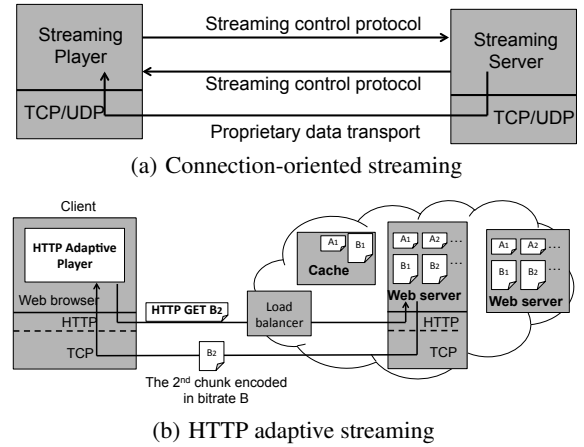 Streaming
Player
Streaming control protocol
Streaming
Server
Streaming control protocol
TCP/UDP
TCP/UDP
Proprietary data transport
(a) Connection-oriented streaming
Client
HTTP Adaptive
Player
Web browser
HTTP
TCP
HTTP GET B2
B2
The 2nd chunk encoded
in bitrate B
Load
balancer
A1
B1
Cache
A1 A2 ...
B1 B2 ...
Web server
HTTP
TCP
A1 A2 ...
B1 B2 ...
Web server
(b) HTTP adaptive streaming